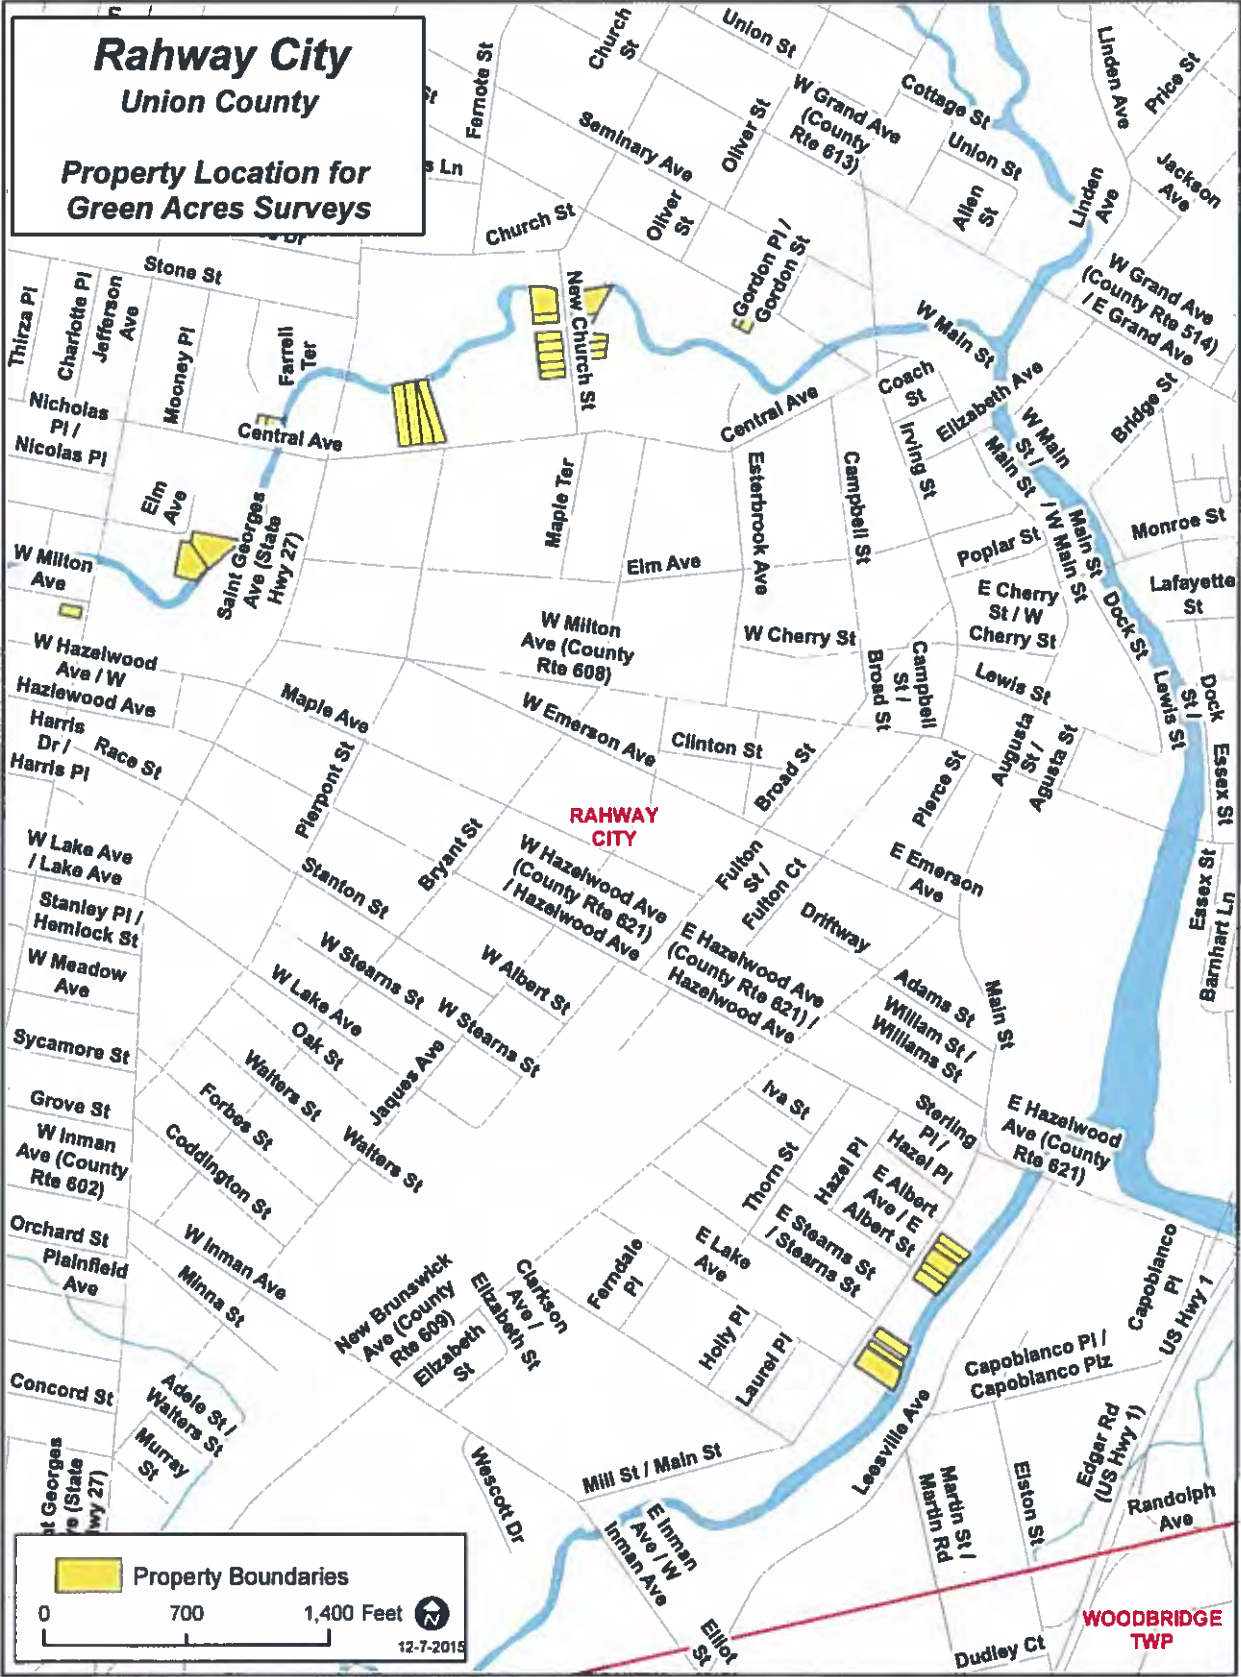 Rahway City
Union County
Property Location for
Green Acres Surveys
St
s Ln
Fernote St
Church
St
Union St
Seminary Ave
Oliver St
W Grand Ave
(County
Rte 613)
Cottage St
Union St
Allen
St
Linden Ave
Price St
Jackson
Ave
Linden
Ave
Church St
Oliver
St
Gordon Pl /
Gordon St
W Grand Ave
(County Rte 514)
/ E Grand Ave
Stone St
Thirza Pl
Charlotte Pl
Jefferson
Ave
Mooney Pl
Farrell
Ter
New Church St
W Main St
Coach
St
Elizabeth Ave
Bridge St
Nicholas
Pl /
Nicolas Pl
Central Ave
Central Ave
Irving St
W Main
St /
Main St
/ W Main St
Main St
Monroe St
Elm
Ave
Saint Georges
Ave (State
Hwy 27)
Maple Ter
Esterbrook Ave
Campbell St
Elm Ave
Poplar St
W Milton
Ave
E Cherry
St / W
Cherry St
Lafayette
St
Dock St
W Milton
Ave (County
Rte 608)
W Cherry St
Broad St
Campbell
St /
Lewis St
Lewis St
Dock
St /
Essex St
W Hazelwood
Ave / W
Hazlewood Ave
Maple Ave
W Emerson Ave
Clinton St
Broad St
Pierce St
Augusta
St /
Agusta St
Harris
Dr /
Harris Pl
Race St
Pierpont St
RAHWAY
CITY
W Lake Ave
/ Lake Ave
Stanton St
Bryant St
W Hazelwood Ave
(County Rte 621)
/ Hazelwood Ave
Fulton
St /
Fulton Ct
E Emerson
Ave
Essex St
Barnhart Ln
Stanley Pl /
Hemlock St
Driftway
W Meadow
Ave
W Stearns St
W Albert St
E Hazelwood Ave
(County Rte 621) /
Hazelwood Ave
Adams St
William St /
Williams St
Main St
W Lake Ave
W Stearns St
Oak St
Sycamore St
Walters St
Jaques Ave
Grove St
Forbes St
Iva St
Sterling
Pl /
Hazel Pl
E Hazelwood
Ave (County
Rte 621)
W Inman
Ave (County
Rte 602)
Coddington St
Walters St
Thorn St
Hazel Pl
E Albert
Ave / E
Albert St
Orchard St
Plainfield
Ave
W Inman Ave
Minna St
E Lake
Ave
E Stearns St
/ Stearns St
Ferndale
Pl
New Brunswick
Ave (County
Rte 609)
Clarkson
Ave /
Elizabeth St
Elizabeth
St
Holly Pl
Laurel Pl
Capobianco
Pl
US Hwy 1
Capobianco Pl /
Capobianco Plz
Concord St
Adele St /
Walters St
Murray
St
Leesville Ave
Edgar Rd
(US Hwy 1)
Wescott Dr
Mill St / Main St
Martin St /
Martin Rd
Elston St
Randolph
Ave
E Inman
Ave / W
Inman Ave
Elliot
St
Dudley Ct
WOODBRIDGE
TWP
Property Boundaries
0 700 1,400 Feet
N
12-7-2015